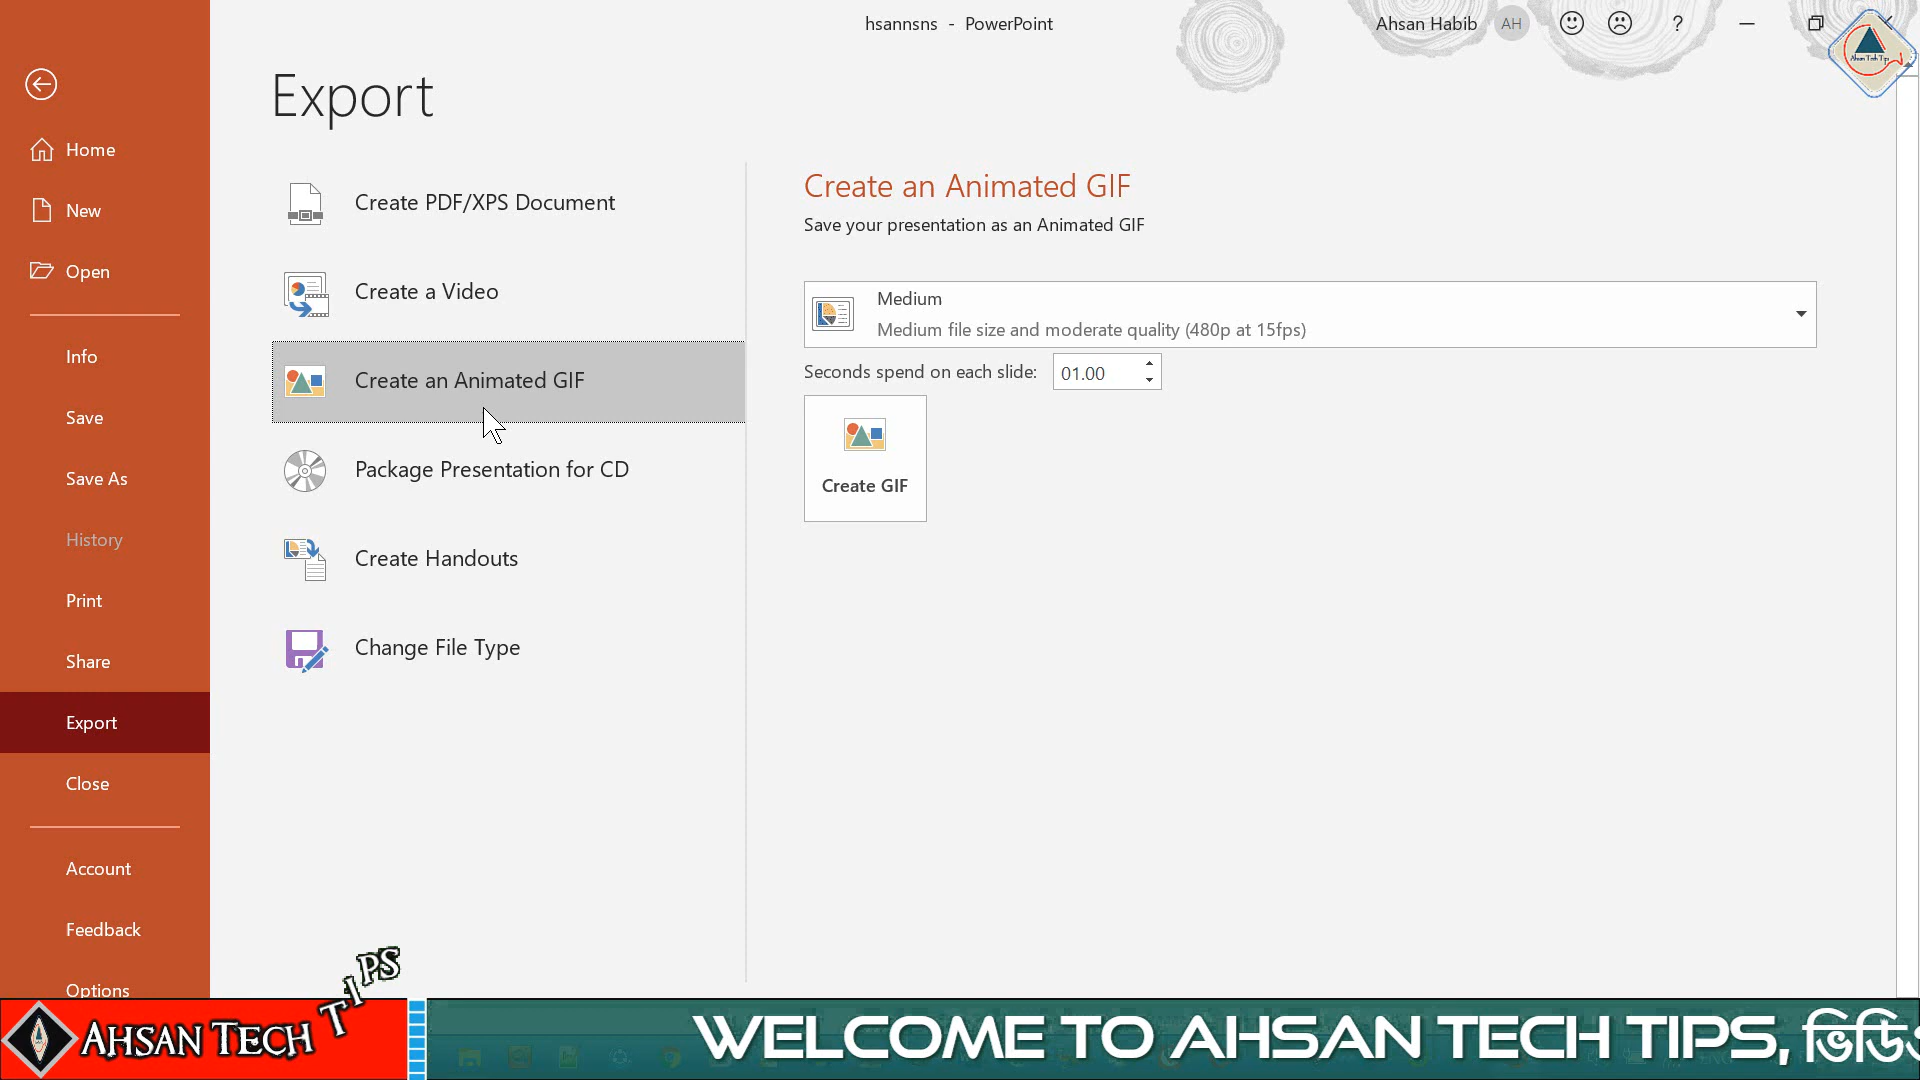 hsannsns - PowerPoint
Ahsan Habib AH
?
Ahsan Tech Tips
Export
Home
New
Open
Info
Save
Save As
History
Print
Share
Export
Close
Account
Feedback
Options
Create PDF/XPS Document
Create a Video
Create an Animated GIF
Package Presentation for CD
Create Handouts
Change File Type
Create an Animated GIF
Save your presentation as an Animated GIF
Medium
Medium file size and moderate quality (480p at 15fps)
Seconds spend on each slide: 01.00
Create GIF
AHSAN TECH TIPS
WELCOME TO AHSAN TECH TIPS,